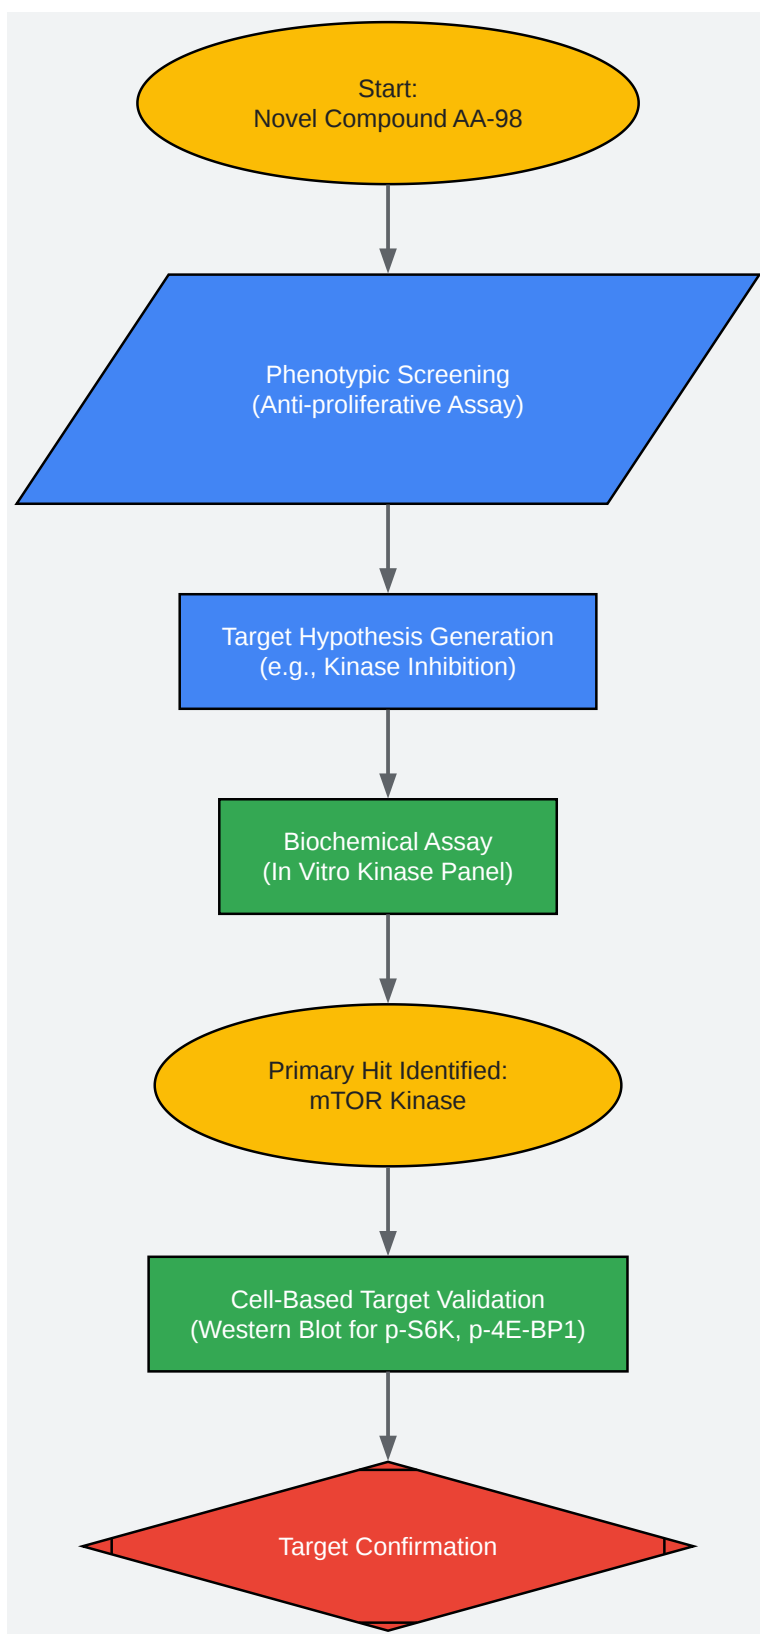 Start:
Novel Compound AA-98
Phenotypic Screening
(Anti-proliferative Assay)
Target Hypothesis Generation
(e.g., Kinase Inhibition)
Biochemical Assay
(In Vitro Kinase Panel)
Primary Hit Identified:
mTOR Kinase
Cell-Based Target Validation
(Western Blot for p-S6K, p-4E-BP1)
Target Confirmation